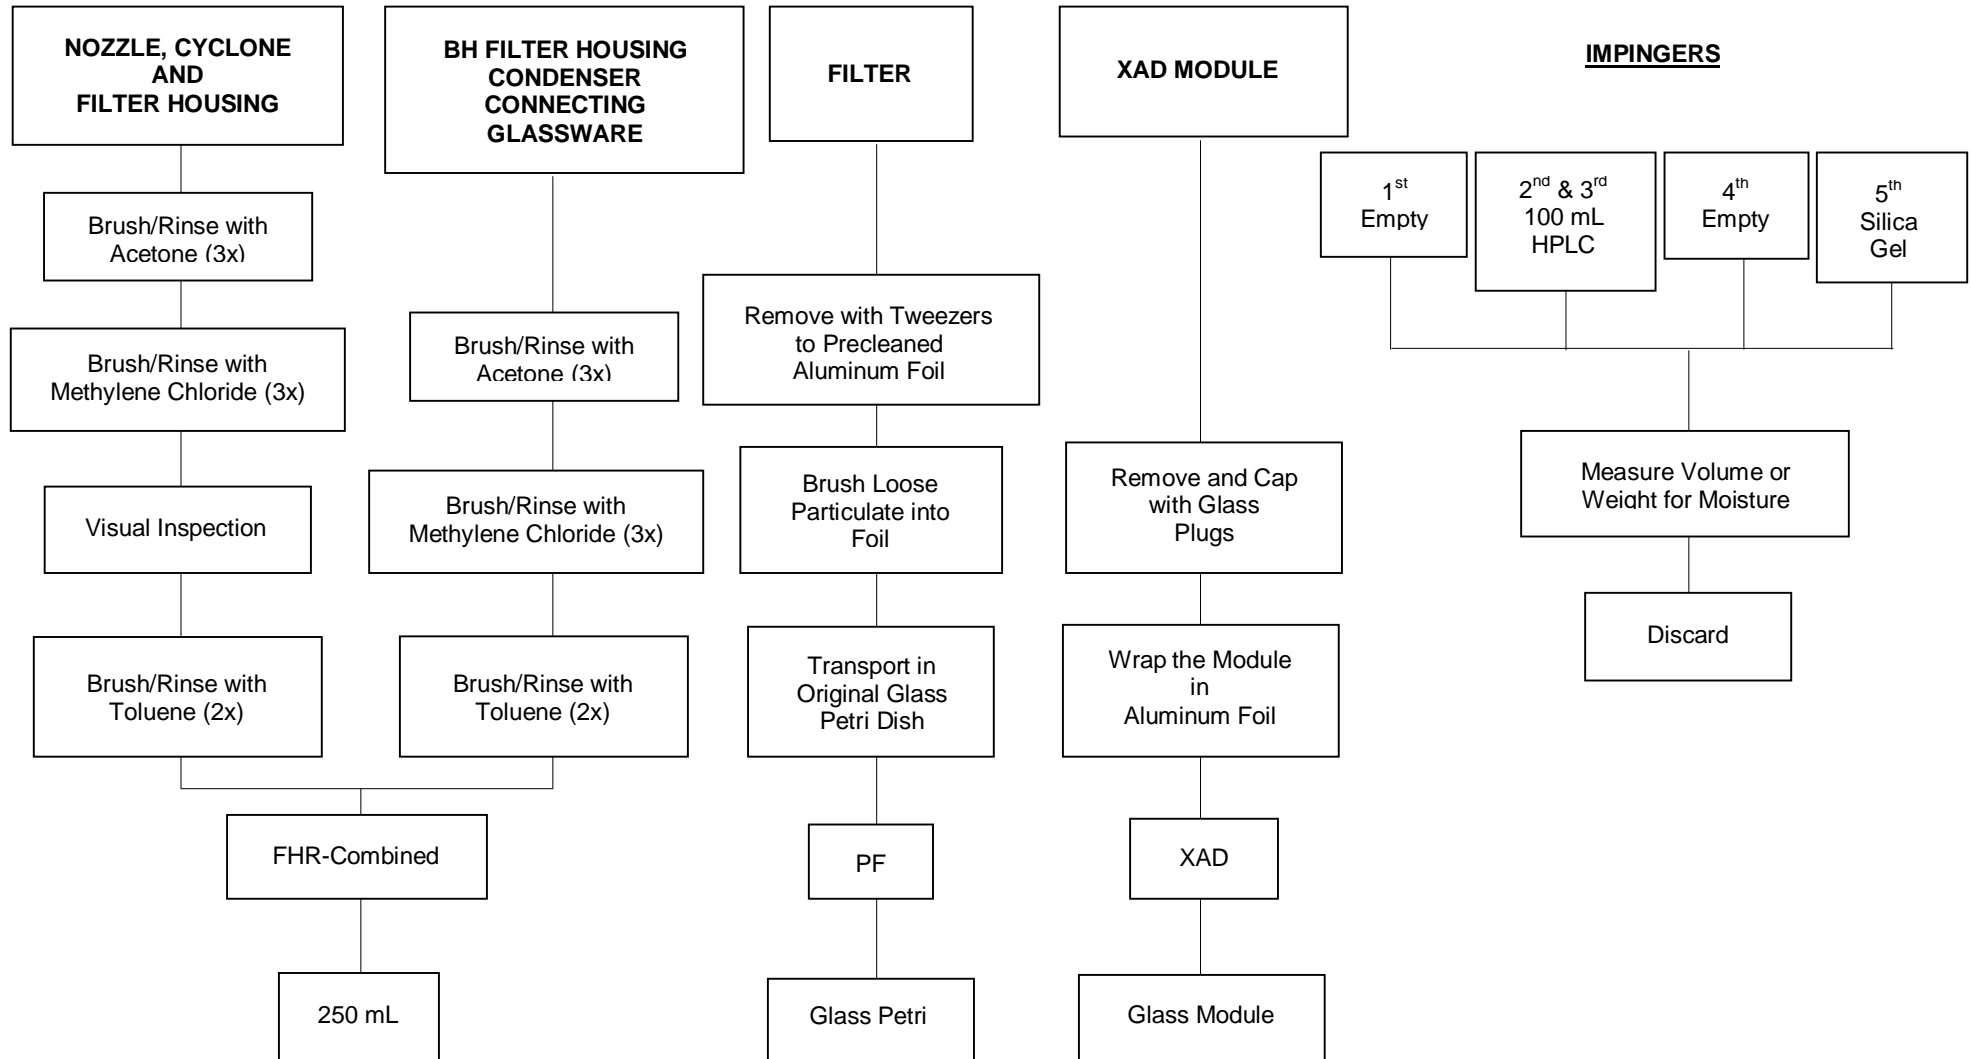 NOZZLE, CYCLONE
AND
FILTER HOUSING
Brush/Rinse with
Acetone (3x)
Brush/Rinse with
Methylene Chloride (3x)
Visual Inspection
Brush/Rinse with
Toluene (2x)
BH FILTER HOUSING
CONDENSER
CONNECTING
GLASSWARE
Brush/Rinse with
Acetone (3x)
Brush/Rinse with
Methylene Chloride (3x)
Brush/Rinse with
Toluene (2x)
FHR-Combined
250 mL
FILTER
Remove with Tweezers
to Precleaned
Aluminum Foil
Brush Loose
Particulate into
Foil
Transport in
Original Glass
Petri Dish
PF
Glass Petri
XAD MODULE
Remove and Cap
with Glass
Plugs
Wrap the Module
in
Aluminum Foil
XAD
Glass Module
IMPINGERS
1st
Empty
2nd & 3rd
100 mL
HPLC
4th
Empty
5th
Silica
Gel
Measure Volume or
Weight for Moisture
Discard